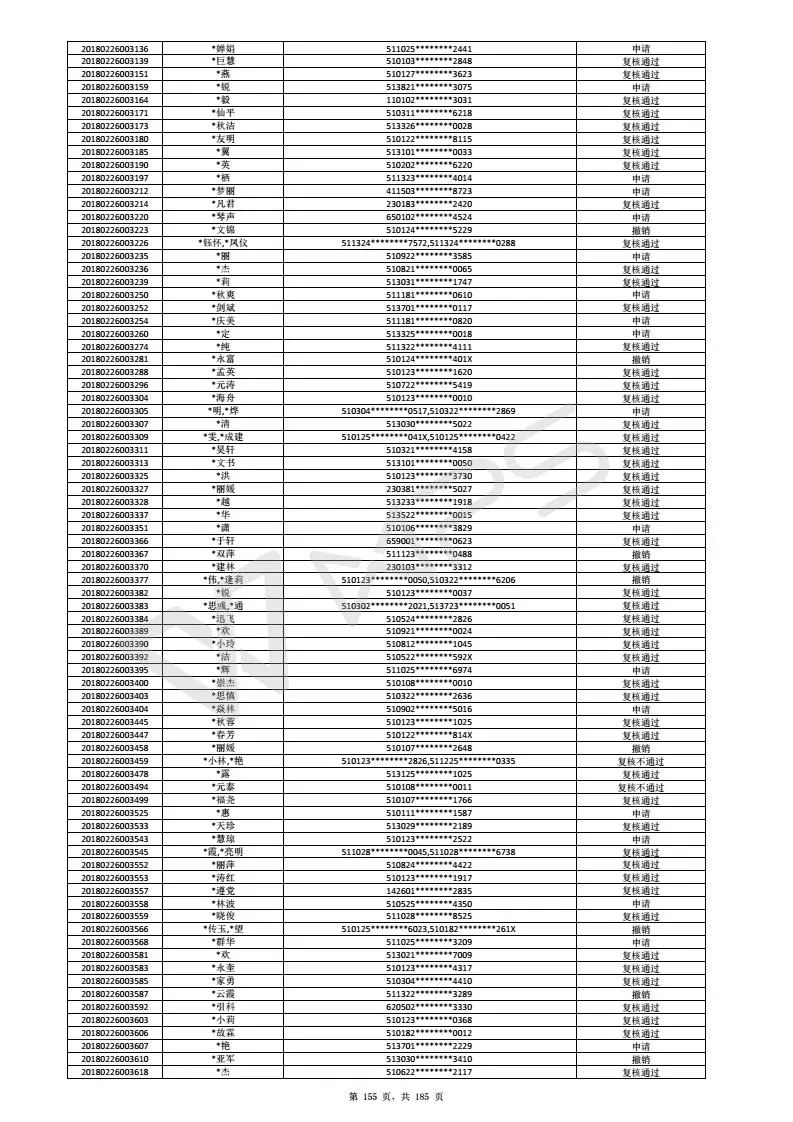 20180226003136 *婵娟 511025********2441 申请
20180226003139 *巨慧 510103********2848 复核通过
20180226003151 *燕 510127********3623 复核通过
20180226003159 *锐 513821********3075 申请
20180226003164 *毅 110102********3031 复核通过
20180226003171 *仙平 510311********6218 复核通过
20180226003173 *秋洁 513326********0028 复核通过
20180226003180 *友明 510122********8115 复核通过
20180226003185 *翼 513101********0033 复核通过
20180226003190 *英 510202********6220 复核通过
20180226003197 *栖 511323********4014 申请
20180226003212 *梦丽 411503********8723 申请
20180226003214 *凡君 230183********2420 复核通过
20180226003220 *琴声 650102********4524 申请
20180226003223 *文锦 510124********5229 撤销
20180226003226 *钰怀,*凤仪 511324********7572,511324********0288 复核通过
20180226003235 *丽 510922********3585 申请
20180226003236 *杰 510821********0065 复核通过
20180226003239 *莉 513031********1747 复核通过
20180226003250 *秋爽 511181********0610 申请
20180226003252 *剑斌 513701********0117 复核通过
20180226003254 *庆美 511181********0820 申请
20180226003260 *定 513325********0018 申请
20180226003274 *纯 511322********4111 复核通过
20180226003281 *永富 510124********401X 撤销
20180226003288 *孟英 510123********1620 复核通过
20180226003296 *元涛 510722********5419 复核通过
20180226003304 *海舟 510123********0010 复核通过
20180226003305 *明,*烨 510304********0517,510322********2869 申请
20180226003307 *清 513030********5022 复核通过
20180226003309 *雯,*成建 510125********041X,510125********0422 复核通过
20180226003311 *昊轩 510321********4158 复核通过
20180226003313 *文书 513101********0050 复核通过
20180226003325 *洪 510123********3730 复核通过
20180226003327 *丽媛 230381********5027 复核通过
20180226003328 *越 513233********1918 复核通过
20180226003337 *华 513522********0015 复核通过
20180226003351 *潇 510106********3829 申请
20180226003366 *于轩 659001********0623 复核通过
20180226003367 *双萍 511123********0488 撤销
20180226003370 *建林 230103********3312 复核通过
20180226003377 *伟,*逢莉 510123********0050,510322********6206 撤销
20180226003382 *锐 510123********0037 复核通过
20180226003383 *思彧,*通 510302********2021,513723********0051 复核通过
20180226003384 *迅飞 510524********2826 复核通过
20180226003389 *欢 510921********0024 复核通过
20180226003390 *小玲 510812********1045 复核通过
20180226003392 *洁 510522********592X 复核通过
20180226003395 *辉 511025********6974 申请
20180226003400 *崇杰 510108********0010 复核通过
20180226003403 *思慎 510322********2636 复核通过
20180226003404 *焱林 510902********5016 申请
20180226003445 *秋蓉 510123********1025 复核通过
20180226003447 *春芳 510122********814X 复核通过
20180226003458 *丽媛 510107********2648 撤销
20180226003459 *小林,*艳 510123********2826,511225********0335 复核不通过
20180226003478 *露 513125********1025 复核通过
20180226003494 *元泰 510108********0011 复核不通过
20180226003499 *福尧 510107********1766 复核通过
20180226003525 *惠 510111********1587 申请
20180226003533 *天珍 513029********2189 复核通过
20180226003543 *慧琼 510123********2522 申请
20180226003545 *霞,*亮明 511028********0045,511028********6738 复核通过
20180226003552 *丽萍 510824********4422 复核通过
20180226003553 *涛红 510123********1917 复核通过
20180226003557 *遵党 142601********2835 复核通过
20180226003558 *林波 510525********4350 申请
20180226003559 *晓俊 511028********8525 复核通过
20180226003566 *传玉,*望 510125********6023,510182********261X 撤销
20180226003568 *群华 511025********3209 申请
20180226003581 *欢 513021********7009 复核通过
20180226003583 *永奎 510123********4317 复核通过
20180226003585 *家勇 510304********4410 复核通过
20180226003587 *云霞 511322********3289 撤销
20180226003592 *引科 620502********3330 复核通过
20180226003603 *小莉 510123********0368 复核通过
20180226003606 *故霖 510182********0012 复核通过
20180226003607 *艳 513701********2229 申请
20180226003610 *亚军 513030********3410 撤销
20180226003618 *杰 510622********2117 复核通过
第 155 页, 共 185 页